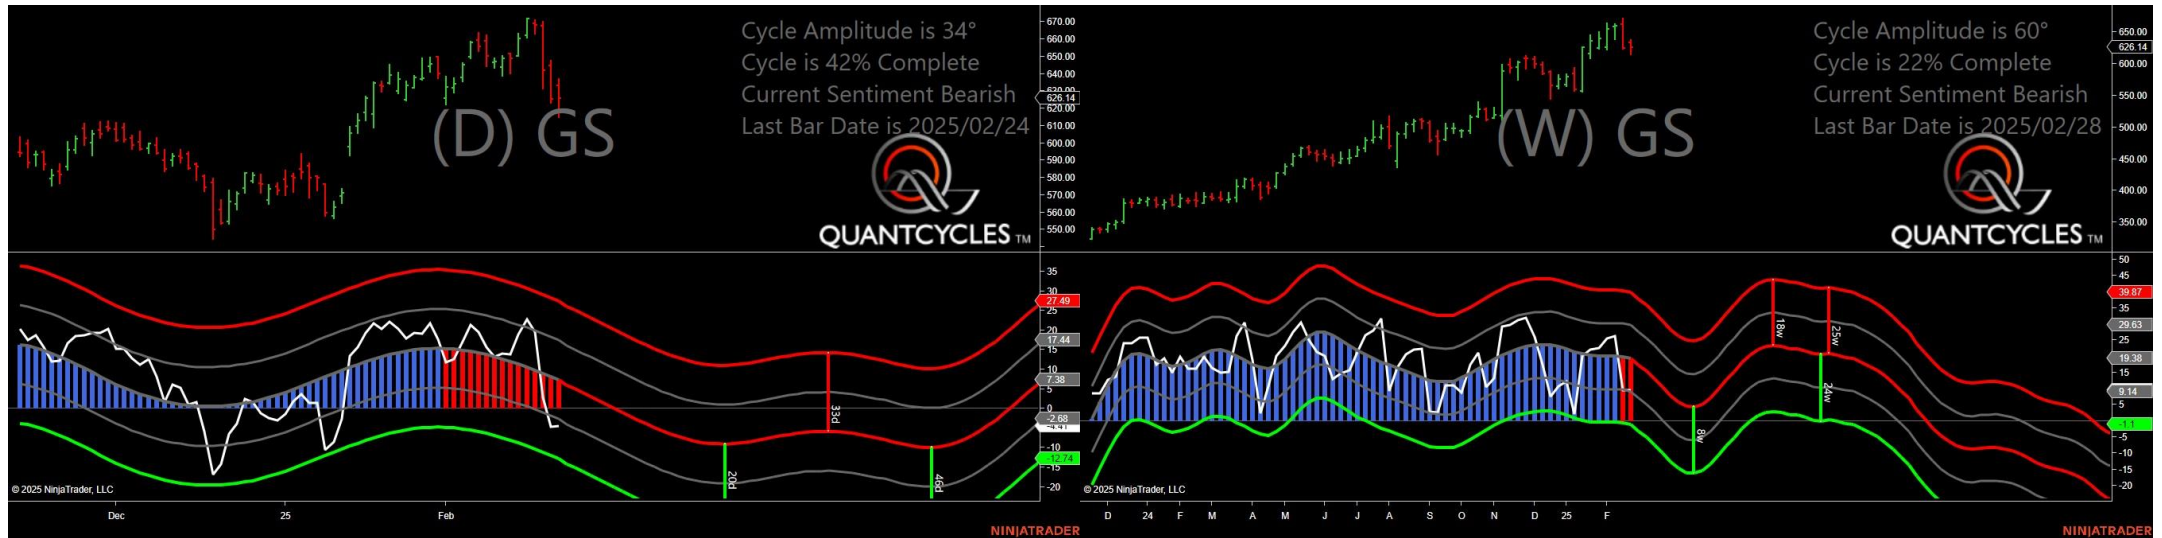 Cycle Amplitude is 34°
Cycle is 42% Complete
Current Sentiment Bearish
Last Bar Date is 2025/02/24
(D) GS
QUANTCYCLES TM
670.00
660.00
650.00
640.00
630.00
626.14
620.00
610.00
600.00
590.00
580.00
570.00
560.00
550.00
35
30
27.49
25
20
17.44
15
10
7.38
5
0
-2.68
-4.41
-10
-12.74
-15
-20
33d
20d
46d
© 2025 NinjaTrader, LLC
Dec
25
Feb
NINJATRADER
Cycle Amplitude is 60°
Cycle is 22% Complete
Current Sentiment Bearish
Last Bar Date is 2025/02/28
(W) GS
QUANTCYCLES TM
650.00
626.14
600.00
550.00
500.00
450.00
400.00
350.00
50
45
39.87
35
29.63
25
19.38
15
9.14
5
-1.1
-5
-10
-15
-20
18w
25w
24w
8w
© 2025 NinjaTrader, LLC
D
24
F
M
A
M
J
J
A
S
O
N
D
25
F
NINJATRADER